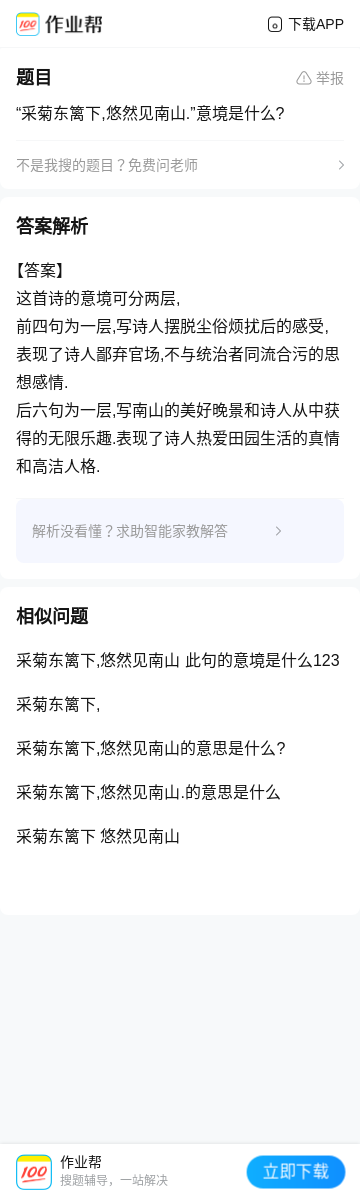 作业帮
下载APP
题目
举报
“采菊东篱下,悠然见南山.”意境是什么?
不是我搜的题目？免费问老师
答案解析
【答案】
这首诗的意境可分两层,
前四句为一层,写诗人摆脱尘俗烦扰后的感受,
表现了诗人鄙弃官场,不与统治者同流合污的思
想感情.
后六句为一层,写南山的美好晚景和诗人从中获
得的无限乐趣.表现了诗人热爱田园生活的真情
和高洁人格.
解析没看懂？求助智能家教解答
相似问题
采菊东篱下,悠然见南山 此句的意境是什么123
采菊东篱下,
采菊东篱下,悠然见南山的意思是什么?
采菊东篱下,悠然见南山.的意思是什么
采菊东篱下 悠然见南山
100
作业帮
搜题辅导，一站解决
立即下载